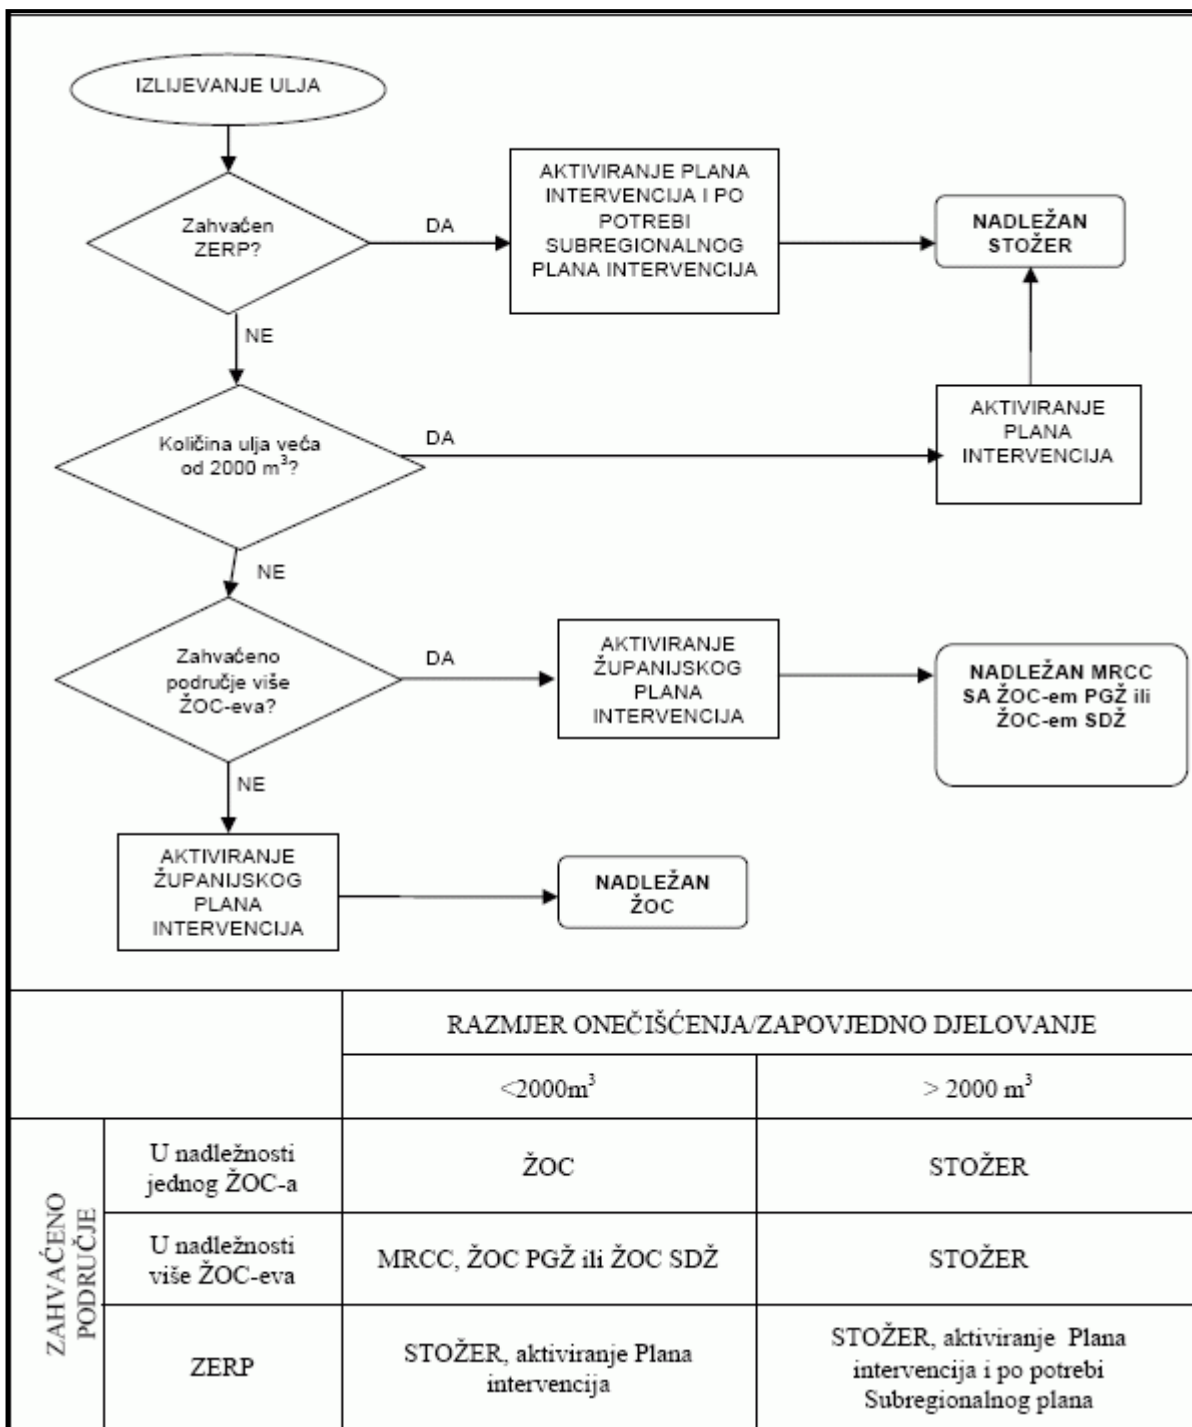 IZLIJEVANJE ULJA
Zahvaćen
ZERP?
DA
AKTIVIRANJE PLANA
INTERVENCIJA I PO
POTREBI
SUBREGIONALNOG
PLANA INTERVENCIJA
NADLEŽAN
STOŽER
NE
Količina ulja veća
od 2000 m³?
DA
AKTIVIRANJE
PLANA
INTERVENCIJA
NE
Zahvaćeno
područje više
ŽOC-eva?
DA
AKTIVIRANJE
ŽUPANIJSKOG
PLANA
INTERVENCIJA
NADLEŽAN MRCC
SA ŽOC-em PGŽ ili
ŽOC-em SDŽ
NE
AKTIVIRANJE
ŽUPANIJSKOG
PLANA
INTERVENCIJA
NADLEŽAN
ŽOC
RAZMJER ONEČIŠĆENJA/ZAPOVJEDNO DJELOVANJE
<2000m³
> 2000 m³
ZAHVAĆENO
PODRUČJE
U nadležnosti
jednog ŽOC-a
ŽOC
STOŽER
U nadležnosti
više ŽOC-eva
MRCC, ŽOC PGŽ ili ŽOC SDŽ
STOŽER
ZERP
STOŽER, aktiviranje Plana
intervencija
STOŽER, aktiviranje Plana
intervencija i po potrebi
Subregionalnog plana